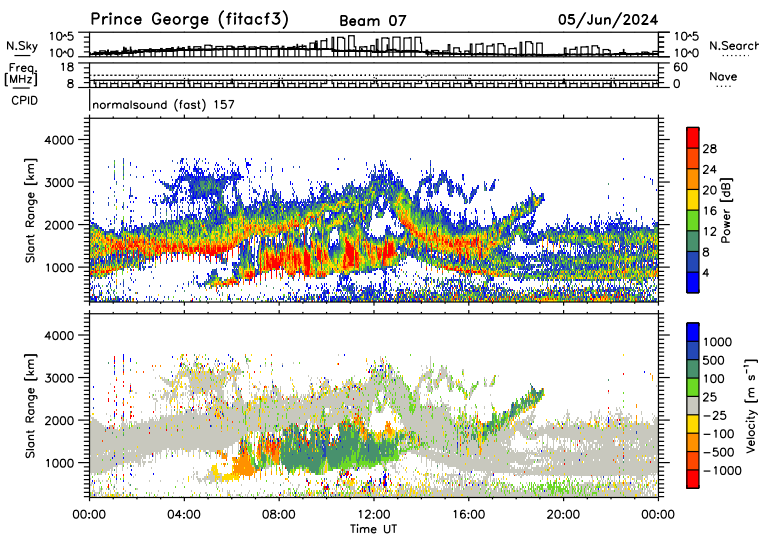 Prince George (fitacf3) Beam 07 05/Jun/2024
N.Sky 10^5 10^0 10^5 10^0 N.Search
Freq [MHz] 18 8 60 0 Nave
CPID normalsound (fast) 157
Slant Range [km] 4000 3000 2000 1000
28 24 20 16 12 8 4 Power [dB]
Slant Range [km] 4000 3000 2000 1000
1000 500 100 25 -25 -100 -500 -1000 Velocity [m s⁻¹]
00:00 04:00 08:00 12:00 16:00 20:00 00:00
Time UT